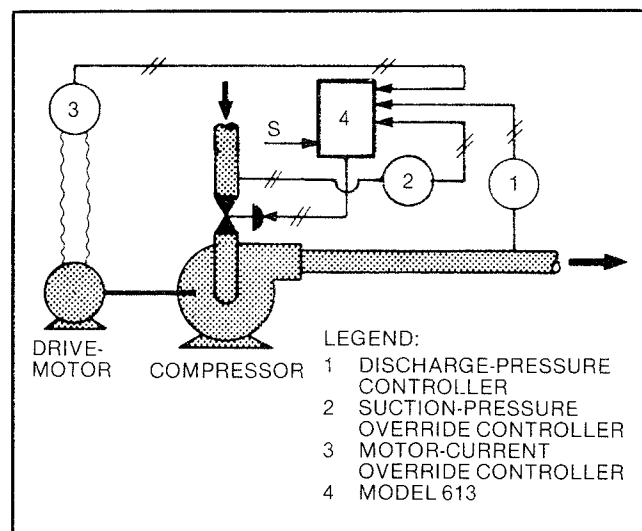 3
4
S
2
1
DRIVE-
MOTOR
COMPRESSOR
LEGEND:
1 DISCHARGE-PRESSURE
CONTROLLER
2 SUCTION-PRESSURE
OVERRIDE CONTROLLER
3 MOTOR-CURRENT
OVERRIDE CONTROLLER
4 MODEL 613